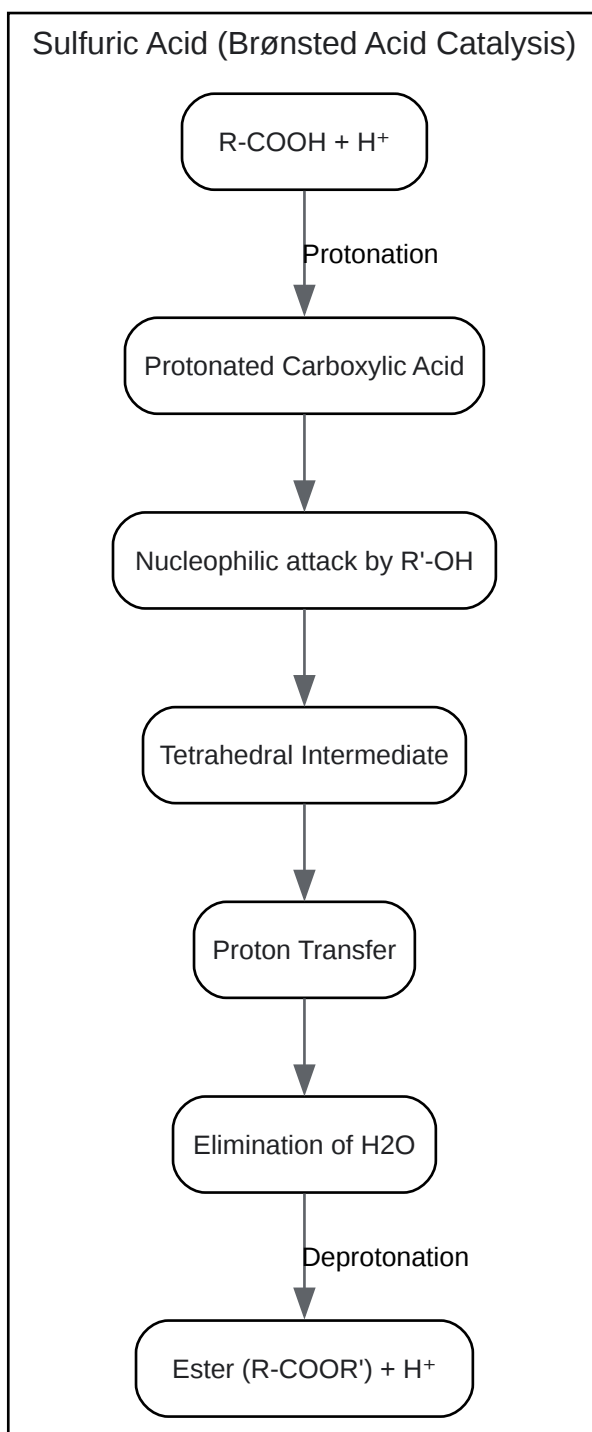 Sulfuric Acid (Brønsted Acid Catalysis)
R-COOH + H⁺
Protonation
Protonated Carboxylic Acid
Nucleophilic attack by R'-OH
Tetrahedral Intermediate
Proton Transfer
Elimination of H2O
Deprotonation
Ester (R-COOR') + H⁺